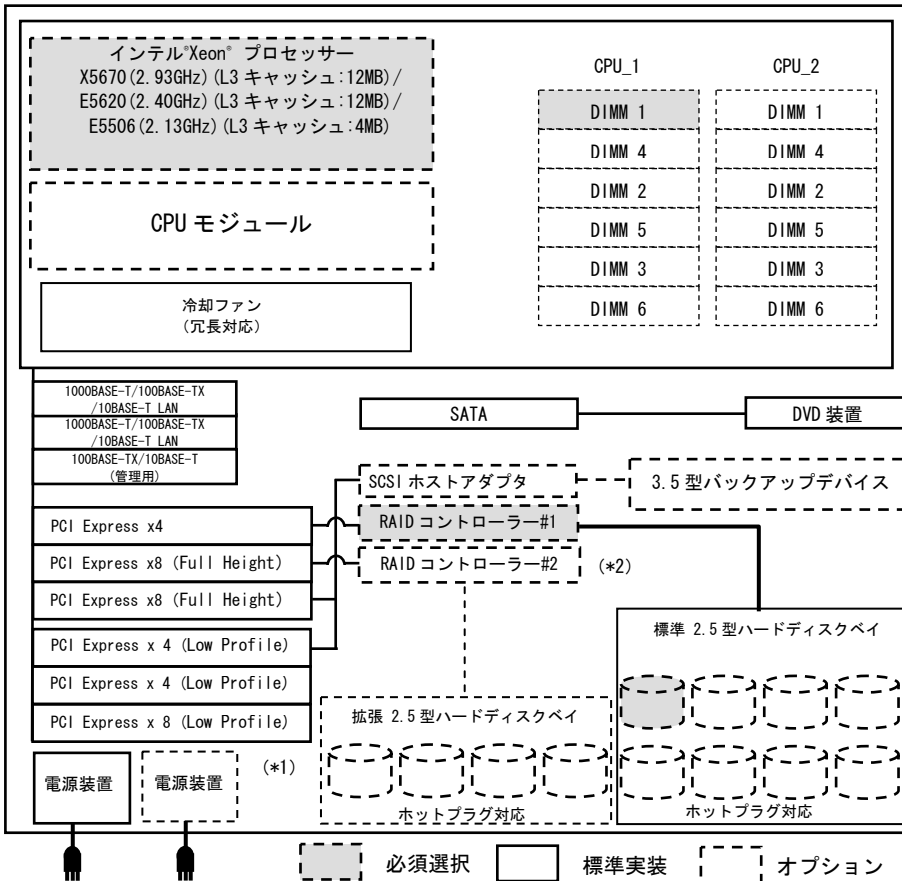 インテル®Xeon® プロセッサー
X5670(2.93GHz)(L3 キャッシュ:12MB)/
E5620(2.40GHz)(L3 キャッシュ:12MB)/
E5506(2.13GHz)(L3 キャッシュ:4MB)
CPU モジュール
冷却ファン
(冗長対応)
CPU_1
DIMM 1
DIMM 4
DIMM 2
DIMM 5
DIMM 3
DIMM 6
CPU_2
DIMM 1
DIMM 4
DIMM 2
DIMM 5
DIMM 3
DIMM 6
1000BASE-T/100BASE-TX
/10BASE-T LAN
1000BASE-T/100BASE-TX
/10BASE-T LAN
100BASE-TX/10BASE-T
(管理用)
SATA
DVD 装置
SCSI ホストアダプタ
3.5 型バックアップデバイス
RAID コントローラー#1
RAID コントローラー#2
(*2)
PCI Express x4
PCI Express x8 (Full Height)
PCI Express x8 (Full Height)
PCI Express x 4 (Low Profile)
PCI Express x 4 (Low Profile)
PCI Express x 8 (Low Profile)
標準 2.5 型ハードディスクベイ
ホットプラグ対応
拡張 2.5 型ハードディスクベイ
ホットプラグ対応
電源装置
電源装置
(*1)
必須選択
標準実装
オプション